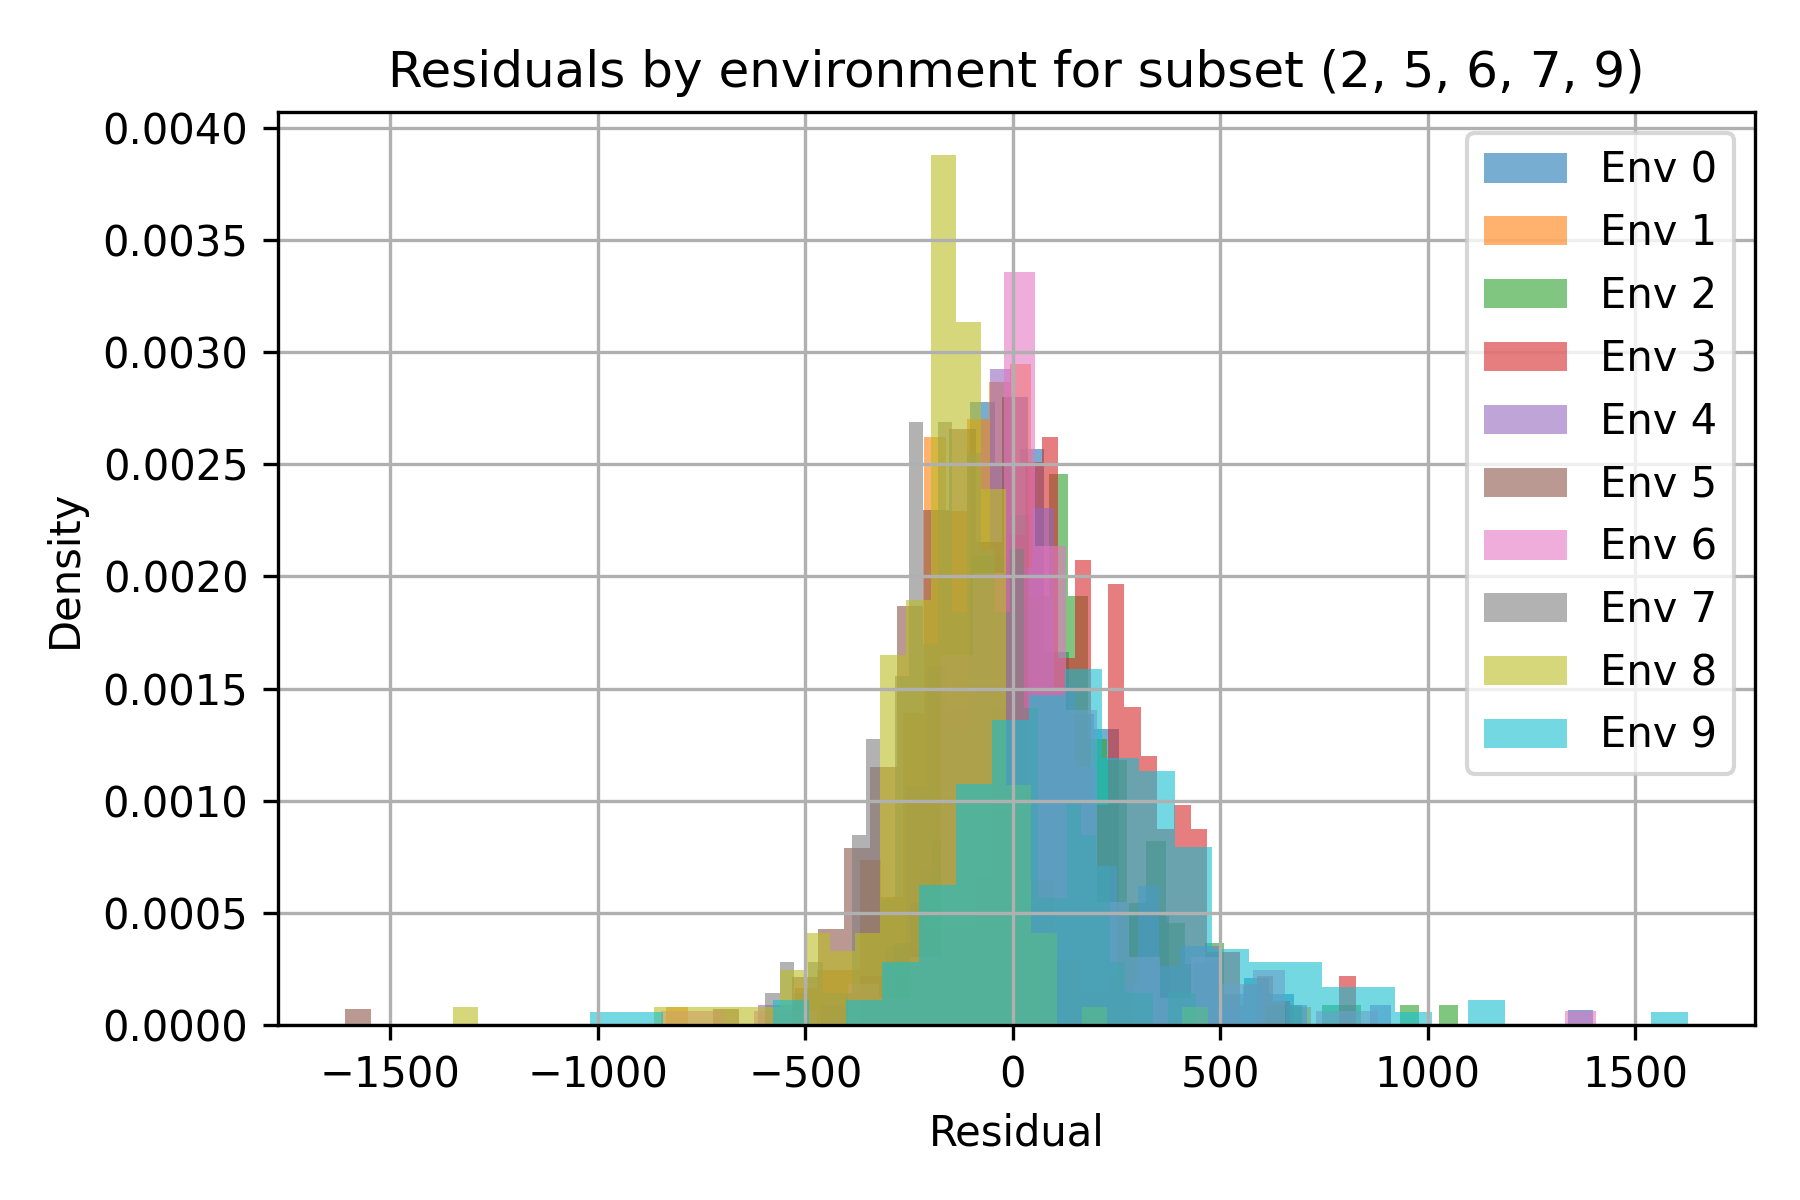 Residuals by environment for subset (2, 5, 6, 7, 9)
0.0040
0.0035
0.0030
0.0025
0.0020
0.0015
0.0010
0.0005
0.0000
Density
−1500
−1000
−500
0
500
1000
1500
Residual
Env 0
Env 1
Env 2
Env 3
Env 4
Env 5
Env 6
Env 7
Env 8
Env 9